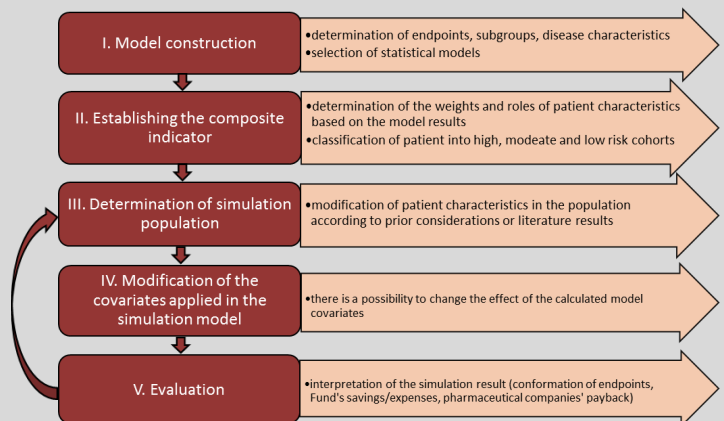 I. Model construction
•determination of endpoints, subgroups, disease characteristics
•selection of statistical models
II. Establishing the composite
indicator
•determination of the weights and roles of patient characteristics
based on the model results
•classification of patient into high, modeate and low risk cohorts
III. Determination of simulation
population
•modification of patient characteristics in the population
according to prior considerations or literature results
IV. Modification of the
covariates applied in the
simulation model
•there is a possibility to change the effect of the calculated model
covariates
V. Evaluation
•interpretation of the simulation result (conformation of endpoints,
Fund's savings/expenses, pharmaceutical companies' payback)